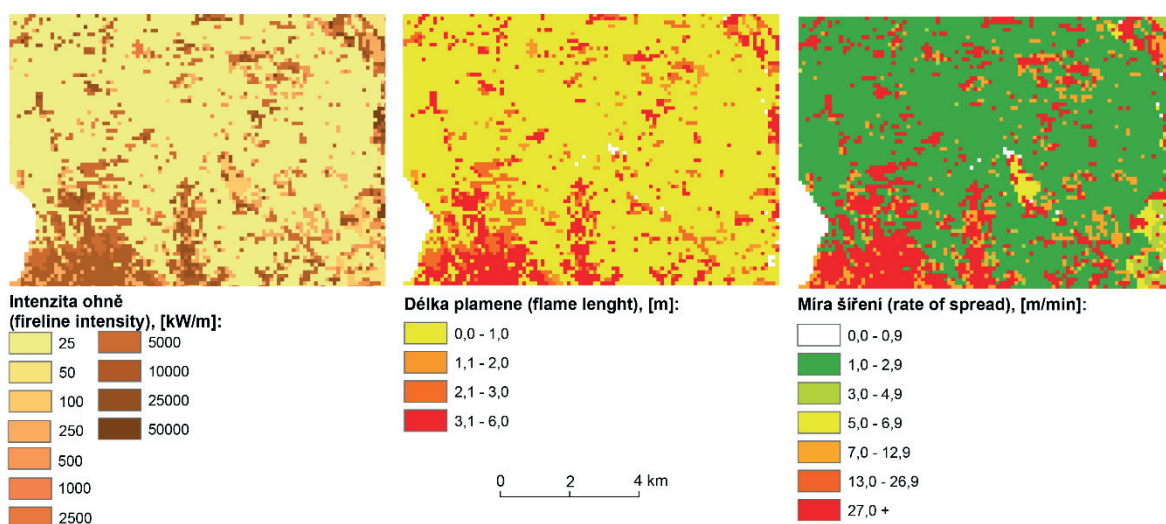 Intenzita ohně
(fireline intensity), [kW/m]:
25
50
100
250
500
1000
2500
5000
10000
25000
50000
Délka plamene (flame lenght), [m]:
0,0 - 1,0
1,1 - 2,0
2,1 - 3,0
3,1 - 6,0
0 2 4 km
Míra šíření (rate of spread), [m/min]:
0,0 - 0,9
1,0 - 2,9
3,0 - 4,9
5,0 - 6,9
7,0 - 12,9
13,0 - 26,9
27,0 +